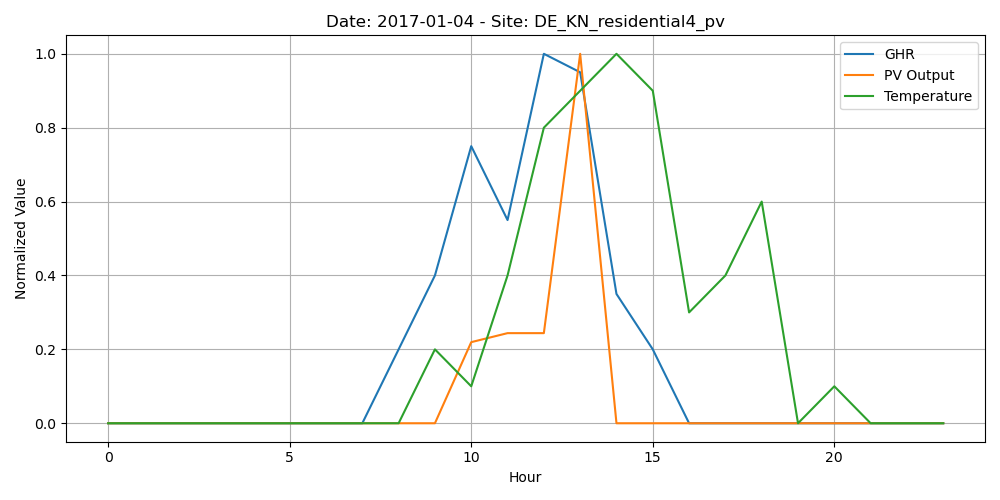 Date: 2017-01-04 - Site: DE_KN_residential4_pv
GHR
PV Output
Temperature
Normalized Value
1.0
0.8
0.6
0.4
0.2
0.0
0 5 10 15 20
Hour